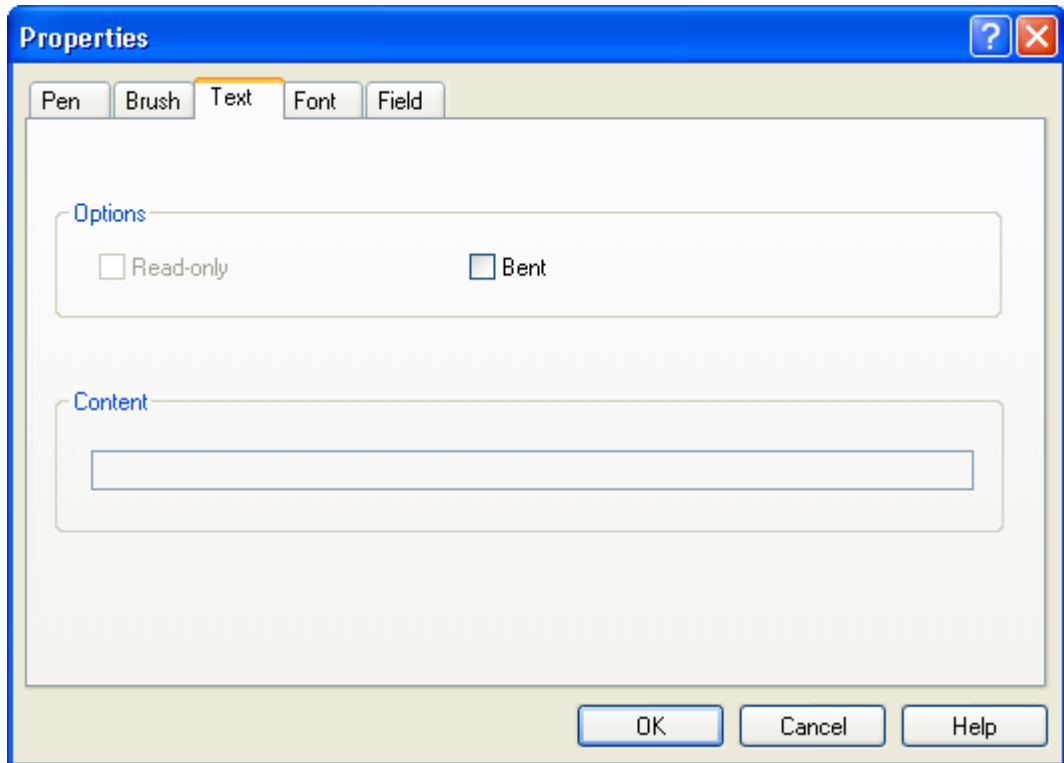 Properties
Pen Brush Text Font Field
Options
Read-only Bent
Content
OK Cancel Help